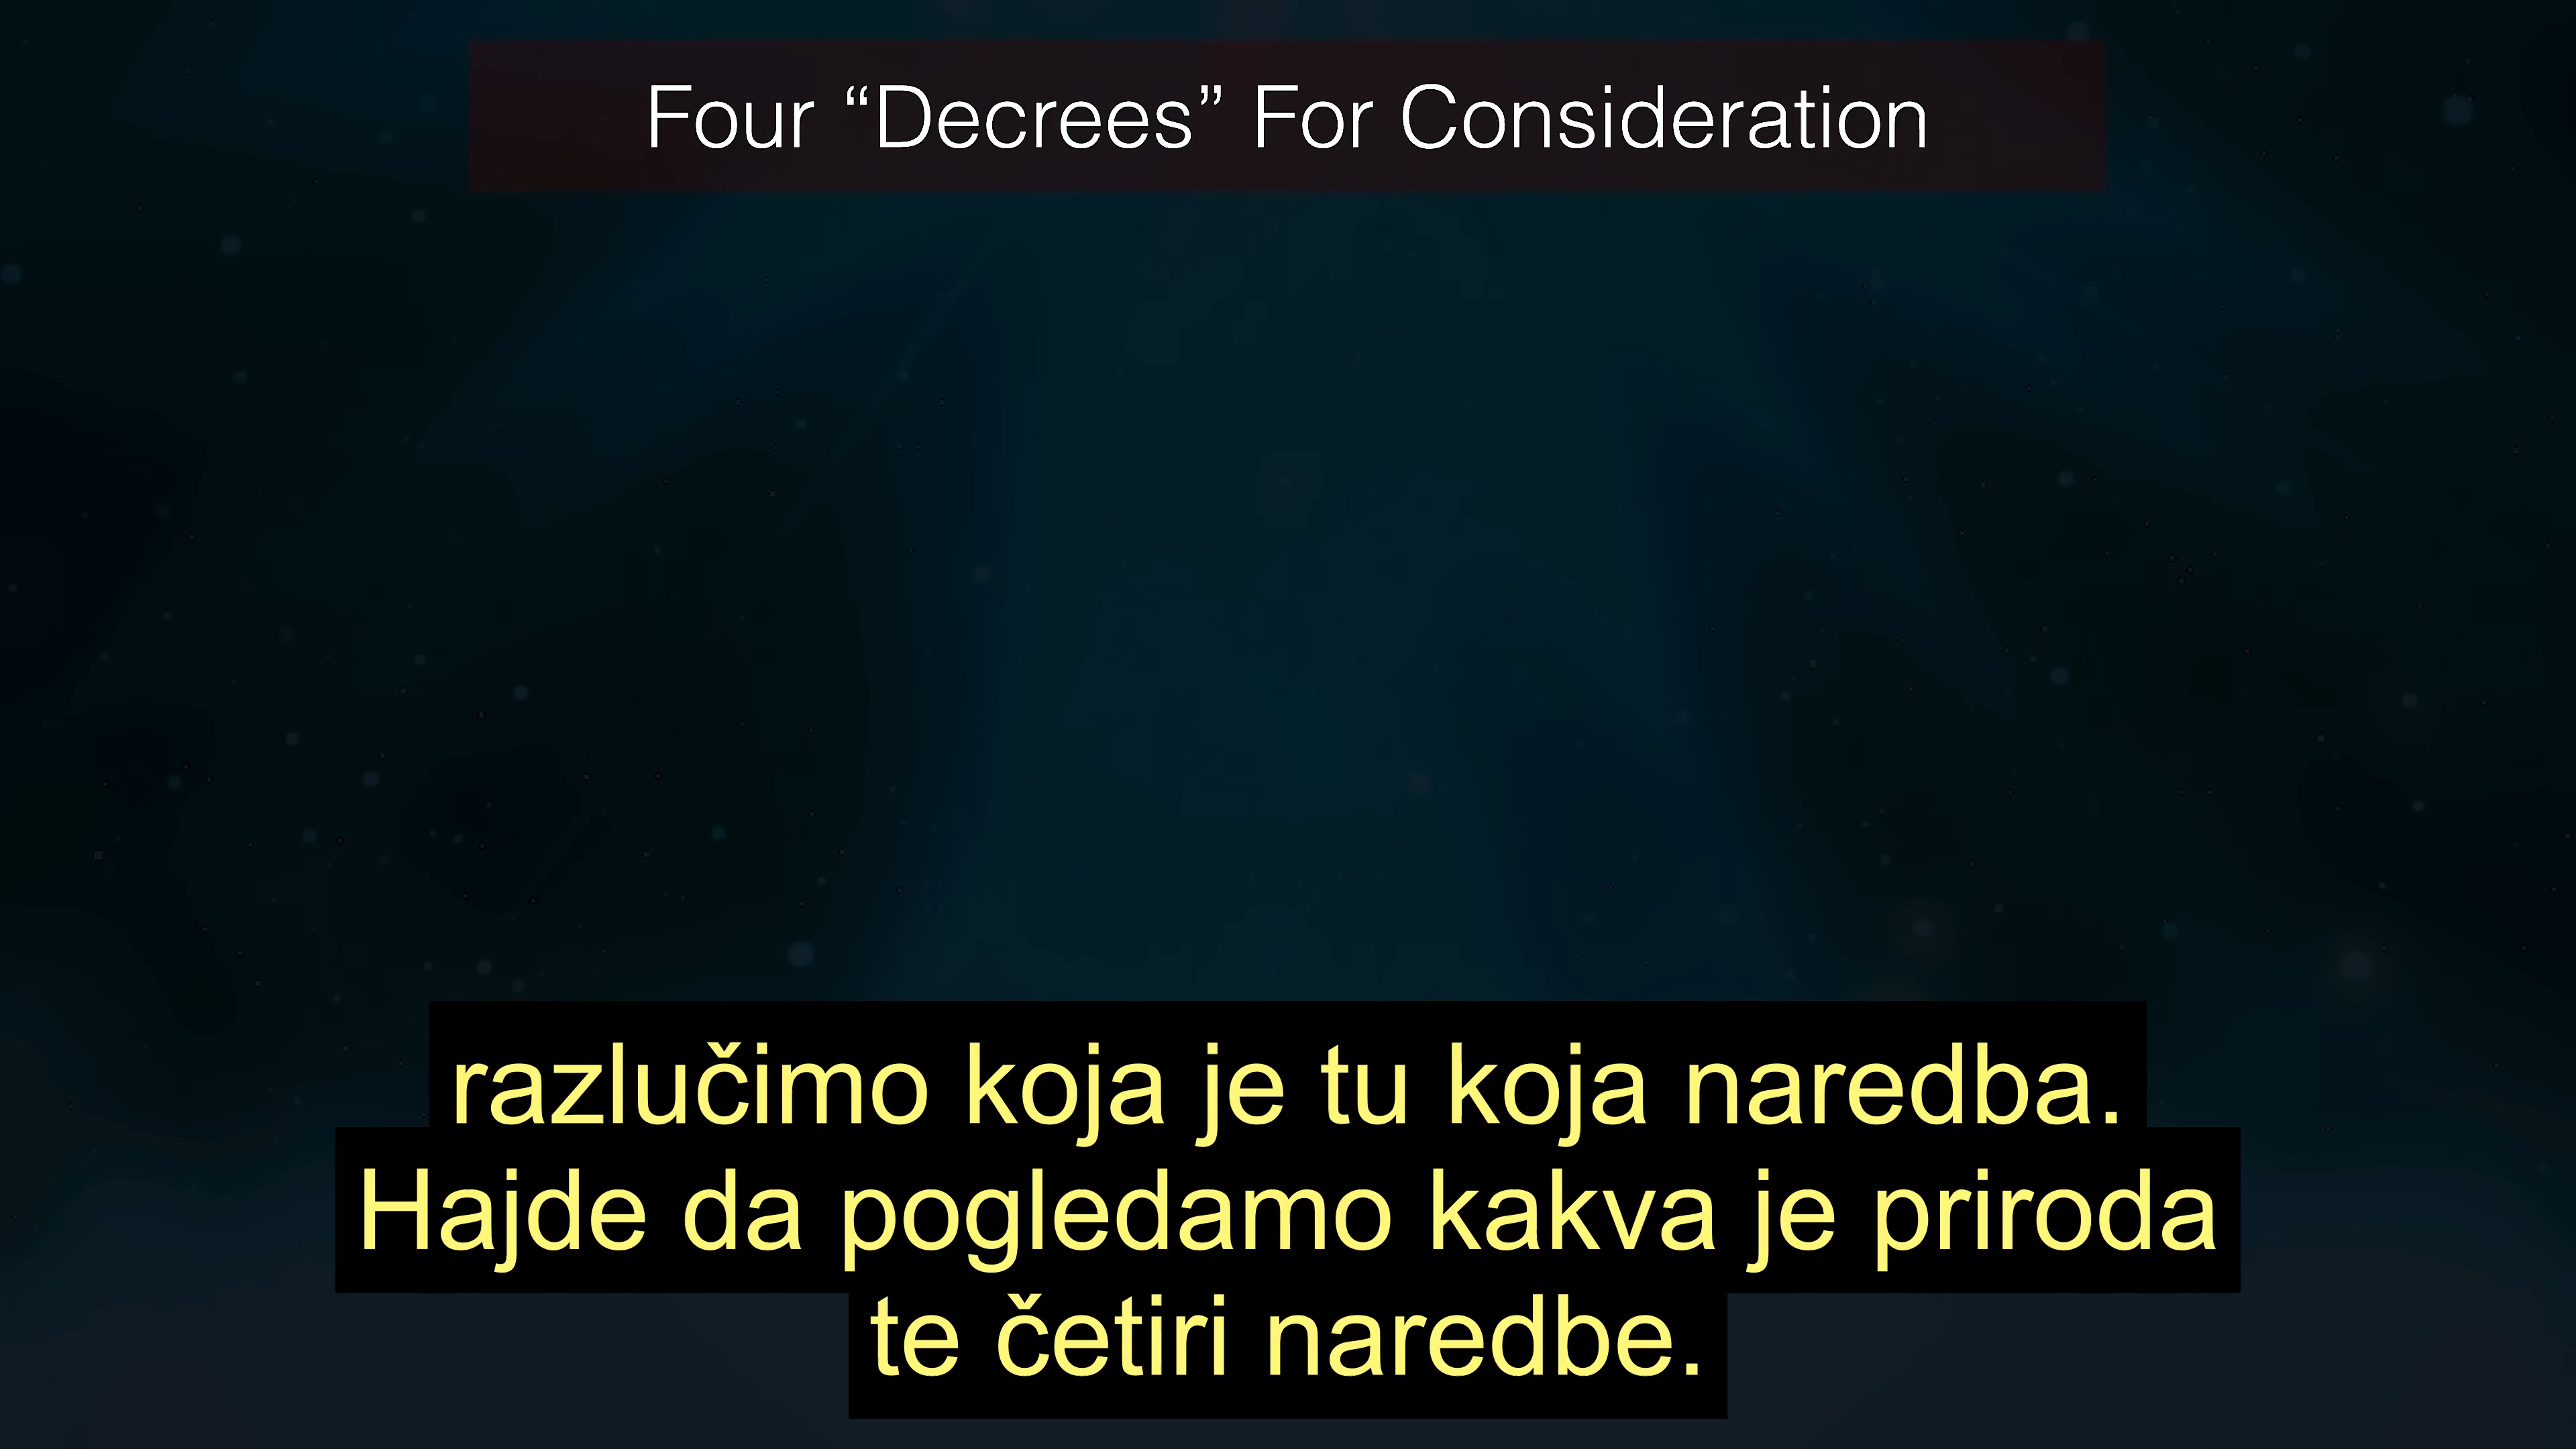 Four “Decrees” For Consideration
razlučimo koja je tu koja naredba.
Hajde da pogledamo kakva je priroda
te četiri naredbe.